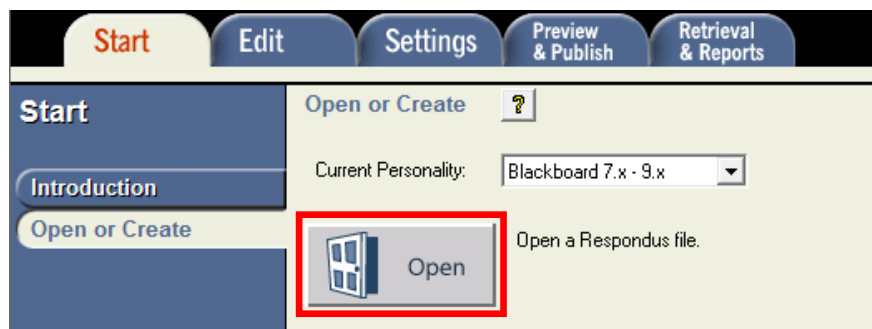 Start
Edit
Settings
Preview
& Publish
Retrieval
& Reports
Start
Introduction
Open or Create
Open or Create
?
Current Personality:
Blackboard 7.x - 9.x
Open
Open a Respondus file.